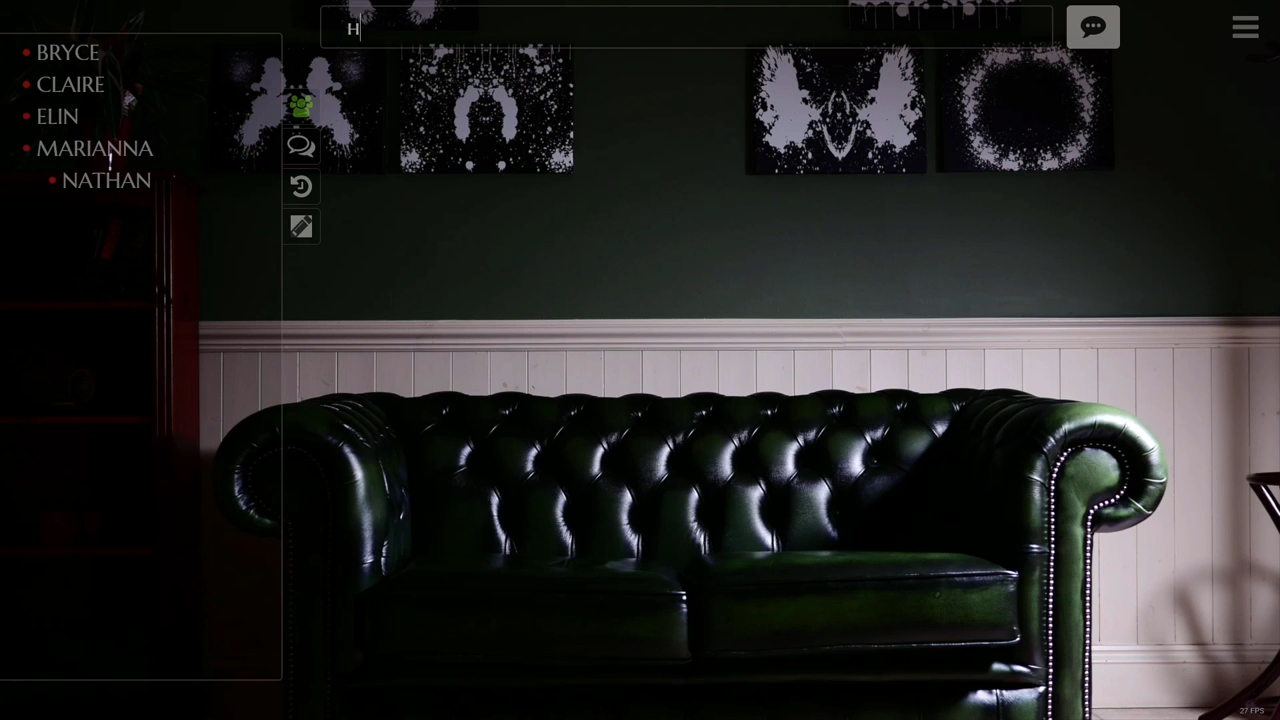 H
BRYCE
CLAIRE
ELIN
MARIANNA
NATHAN
27 FPS